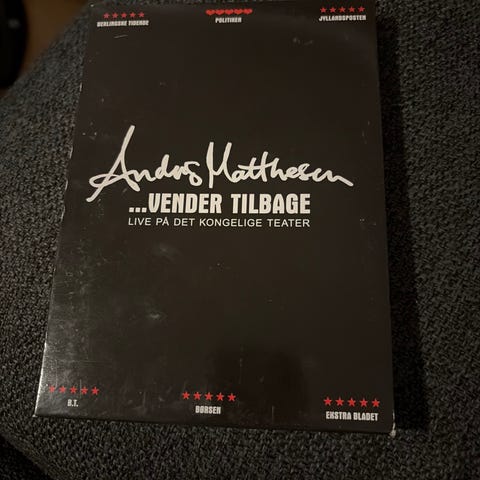 ★★★★★ ♥♥♥♥♥ ★★★★★
BERLINGSKE TIDENDE POLITIKEN JYLLANDSPOSTEN
Anders Matthesen
...VENDER TILBAGE
LIVE PÅ DET KONGELIGE TEATER
★★★★★ ★★★★★ ★★★★★
B.T. BØRSEN EKSTRA BLADET